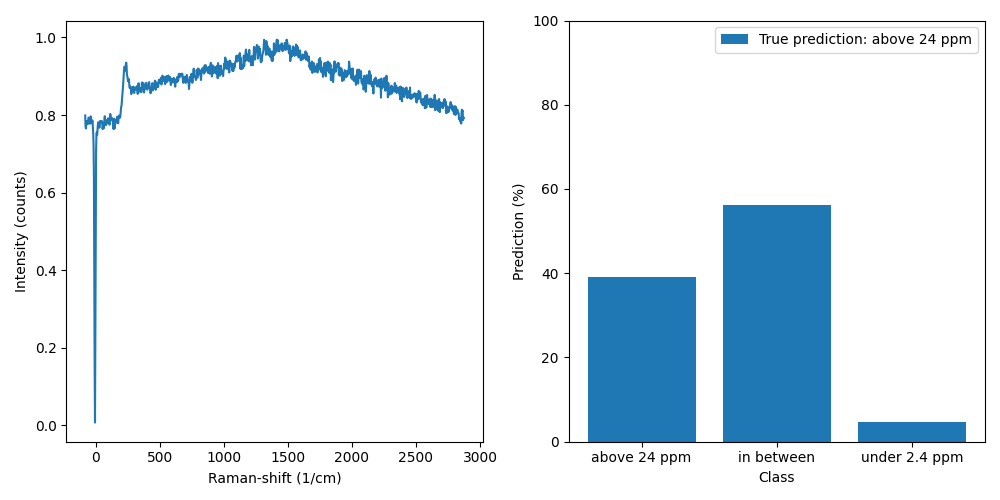 1.0
0.8
0.6
0.4
0.2
0.0
Intensity (counts)
0 500 1000 1500 2000 2500 3000
Raman-shift (1/cm)
100
80
60
40
20
0
Prediction (%)
True prediction: above 24 ppm
above 24 ppm in between under 2.4 ppm
Class